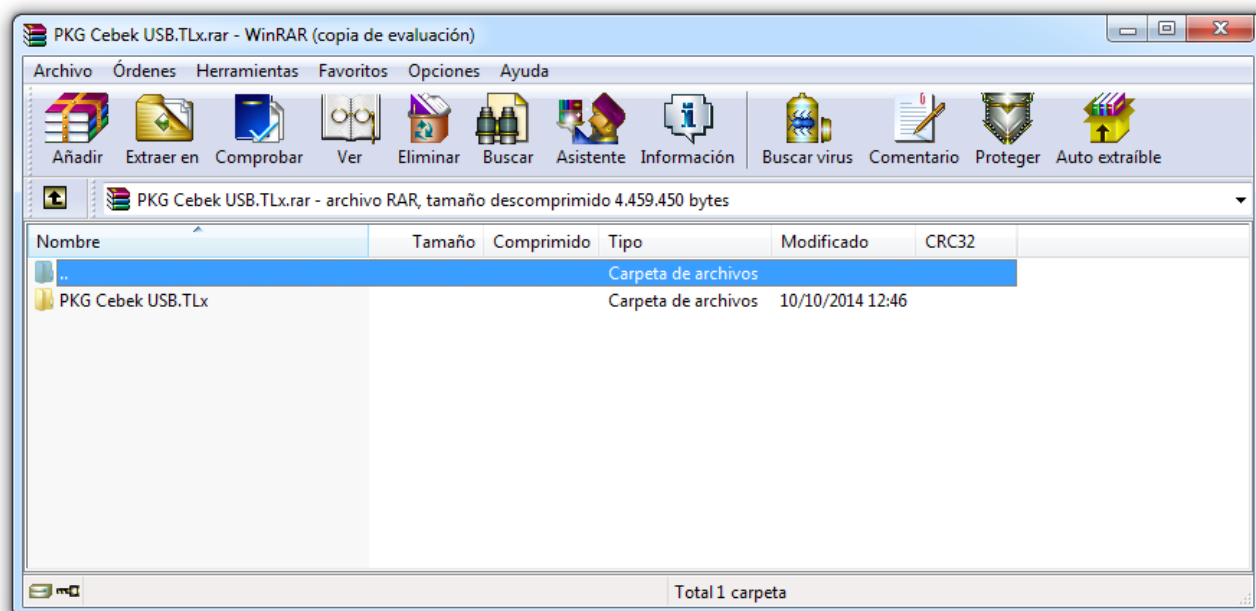 PKG Cebek USB.TLx.rar - WinRAR (copia de evaluación)
Archivo Órdenes Herramientas Favoritos Opciones Ayuda
Añadir Extraer en Comprobar Ver Eliminar Buscar Asistente Información Buscar virus Comentario Proteger Auto extraíble
PKG Cebek USB.TLx.rar - archivo RAR, tamaño descomprimido 4.459.450 bytes
Nombre Tamaño Comprimido Tipo Modificado CRC32
.. Carpeta de archivos
PKG Cebek USB.TLx Carpeta de archivos 10/10/2014 12:46
Total 1 carpeta